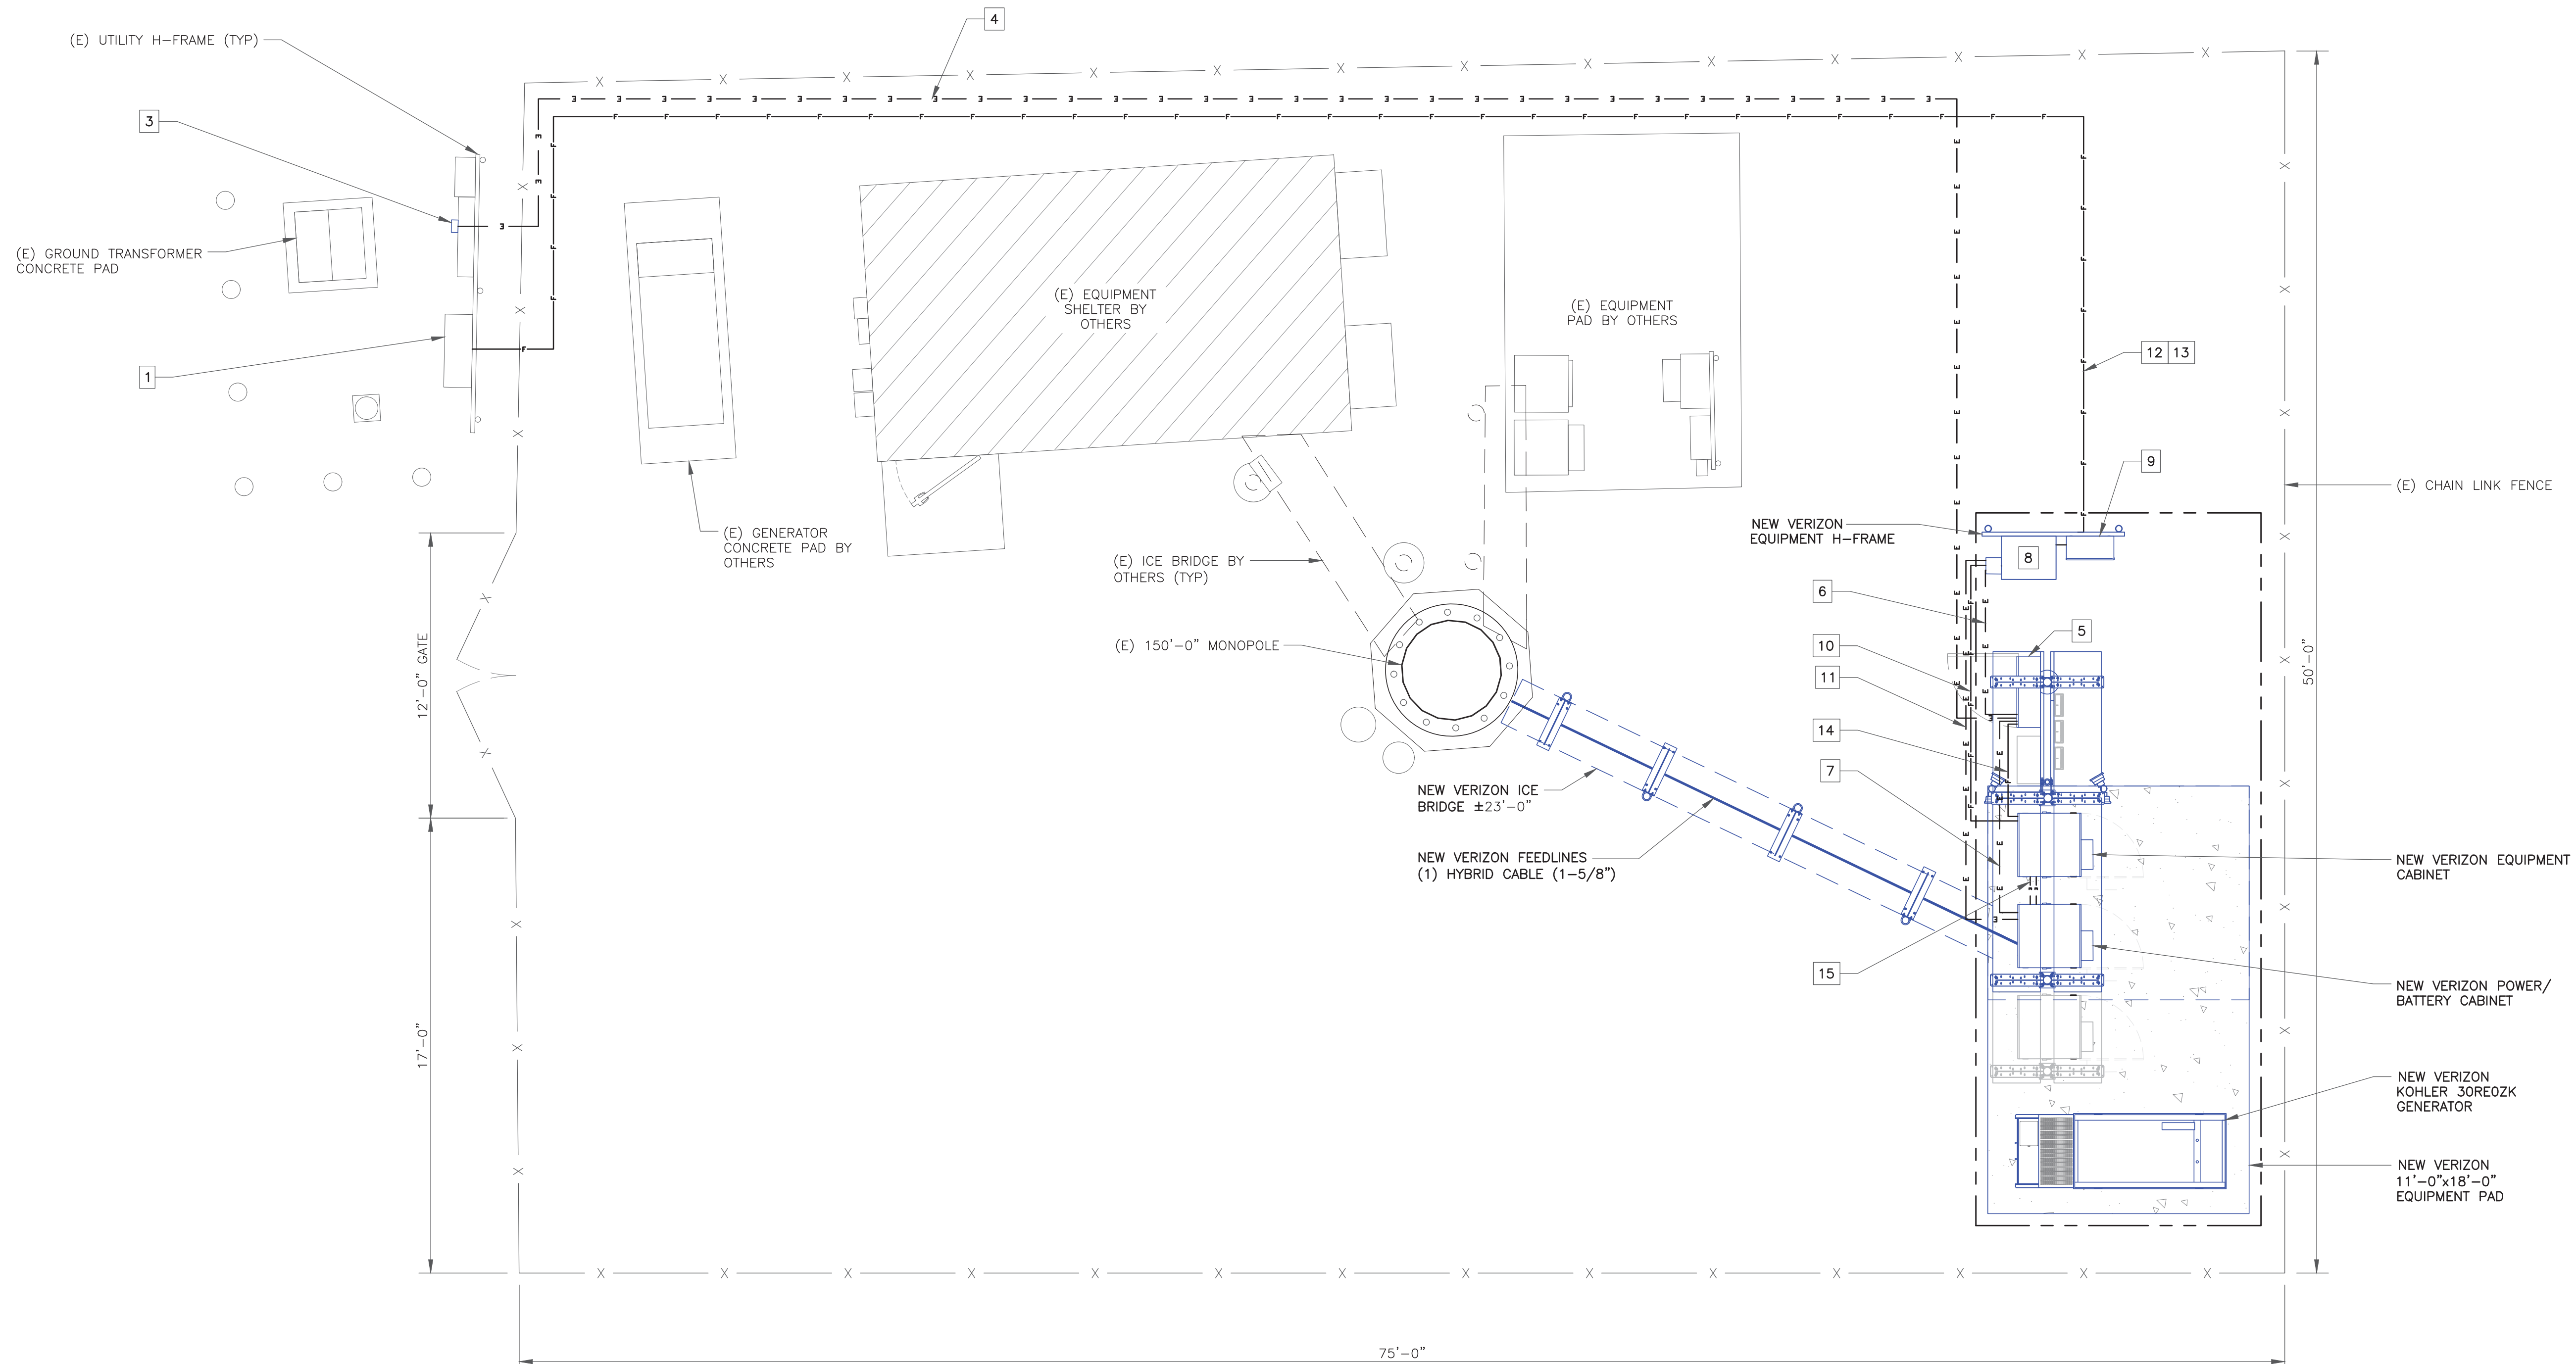 4
(E) UTILITY H-FRAME (TYP)
3
(E) GROUND TRANSFORMER
CONCRETE PAD
1
(E) EQUIPMENT
SHELTER BY
OTHERS
(E) EQUIPMENT
PAD BY OTHERS
12 13
9
(E) CHAIN LINK FENCE
(E) GENERATOR
CONCRETE PAD BY
OTHERS
(E) ICE BRIDGE BY
OTHERS (TYP)
NEW VERIZON
EQUIPMENT H-FRAME
8
6
5
10
11
14
7
(E) 150'-0" MONOPOLE
12'-0" GATE
50'-0"
NEW VERIZON ICE
BRIDGE ±23'-0"
NEW VERIZON FEEDLINES
(1) HYBRID CABLE (1-5/8")
15
NEW VERIZON EQUIPMENT
CABINET
NEW VERIZON POWER/
BATTERY CABINET
17'-0"
NEW VERIZON
KOHLER 30REOZK
GENERATOR
NEW VERIZON
11'-0"x18'-0"
EQUIPMENT PAD
75'-0"